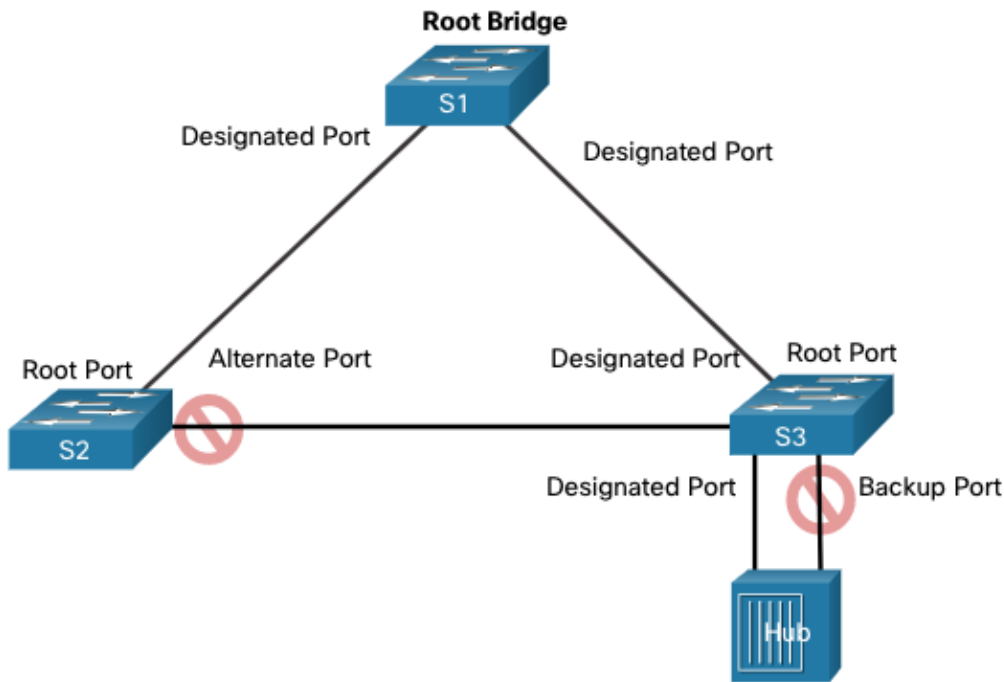 Root Bridge
S1
Designated Port
Designated Port
Root Port
Alternate Port
Designated Port
Root Port
S2
S3
Designated Port
Backup Port
Hub